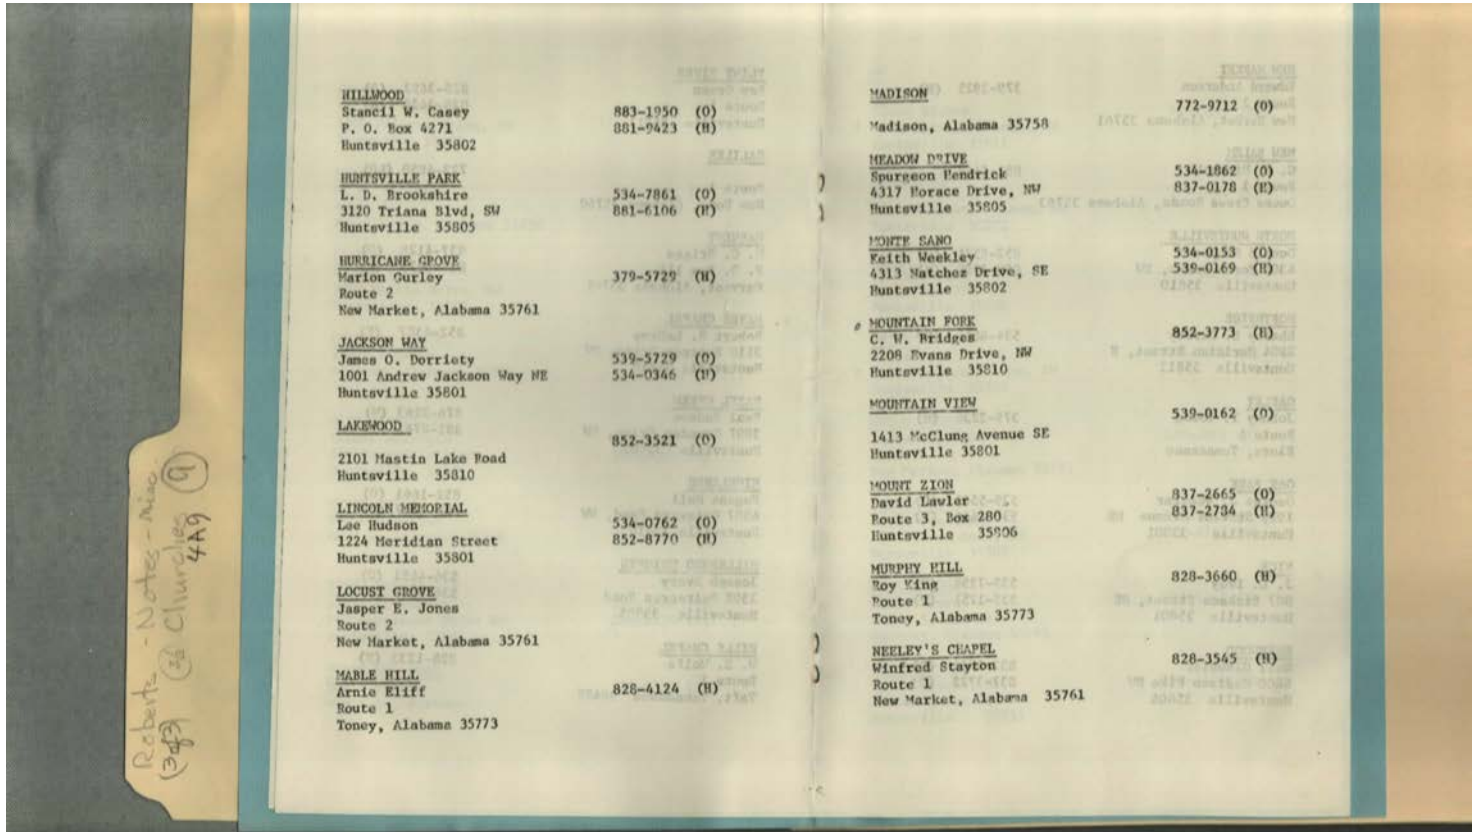 HILLWOOD
Stancil W. Casey 883-1950 (O)
P. O. Box 4271 881-9423 (H)
Huntsville 35802
HUNTSVILLE PARK
L. D. Brookshire 534-7861 (O)
3120 Triana Blvd, SW 881-6106 (H)
Huntsville 35805
HURRICANE GROVE
Marion Gurley 379-5729 (H)
Route 2
New Market, Alabama 35761
JACKSON WAY
James O. Dorriety 539-5729 (O)
1001 Andrew Jackson Way NE 534-0346 (H)
Huntsville 35801
LAKEWOOD
852-3521 (O)
2101 Mastin Lake Road
Huntsville 35810
LINCOLN MEMORIAL
Lee Hudson 534-0762 (O)
1224 Meridian Street 852-8770 (H)
Huntsville 35801
LOCUST GROVE
Jasper E. Jones
Route 2
New Market, Alabama 35761
MABLE HILL
Arnie Eliff 828-4124 (H)
Route 1
Toney, Alabama 35773
MADISON
772-9712 (O)
Madison, Alabama 35758
MEADOW DRIVE
Spurgeon Hendrick 534-1862 (O)
4317 Horace Drive, NW 837-0178 (H)
Huntsville 35805
MONTE SANO
Keith Weekley 534-0153 (O)
4313 Natchez Drive, SE 539-0169 (H)
Huntsville 35802
MOUNTAIN FORK
C. W. Bridges 852-3773 (H)
2208 Evans Drive, NW
Huntsville 35810
MOUNTAIN VIEW
539-0162 (O)
1413 McClung Avenue SE
Huntsville 35801
MOUNT ZION
David Lawler 837-2665 (O)
Route 3, Box 280 837-2784 (H)
Huntsville 35806
MURPHY HILL
Roy King 828-3660 (H)
Route 1
Toney, Alabama 35773
NEELEY'S CHAPEL
Winfred Stayton 828-3545 (H)
Route 1
New Market, Alabama 35761
Roberts - Notes - misc.
(3of3) Churches (9)
4A9